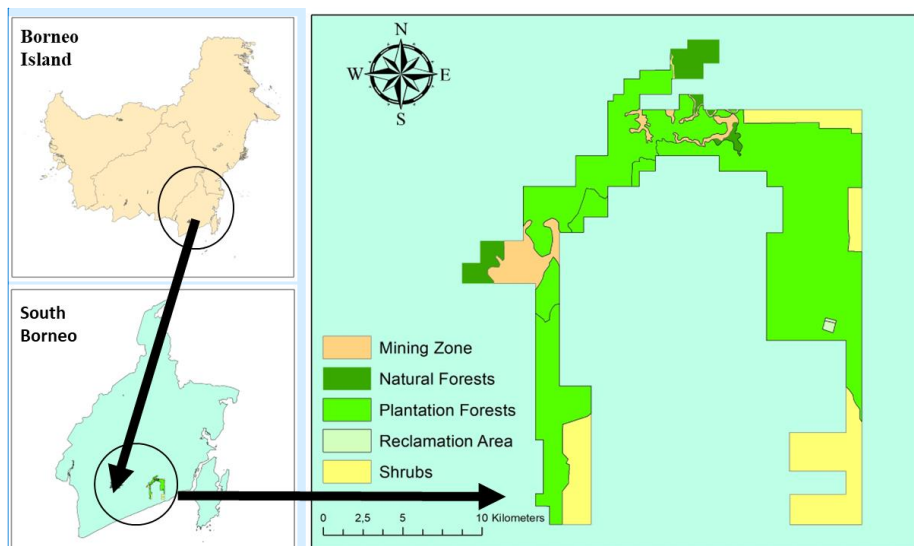 Borneo
Island
South
Borneo
N
W E
S
Mining Zone
Natural Forests
Plantation Forests
Reclamation Area
Shrubs
0 2,5 5 10 Kilometers